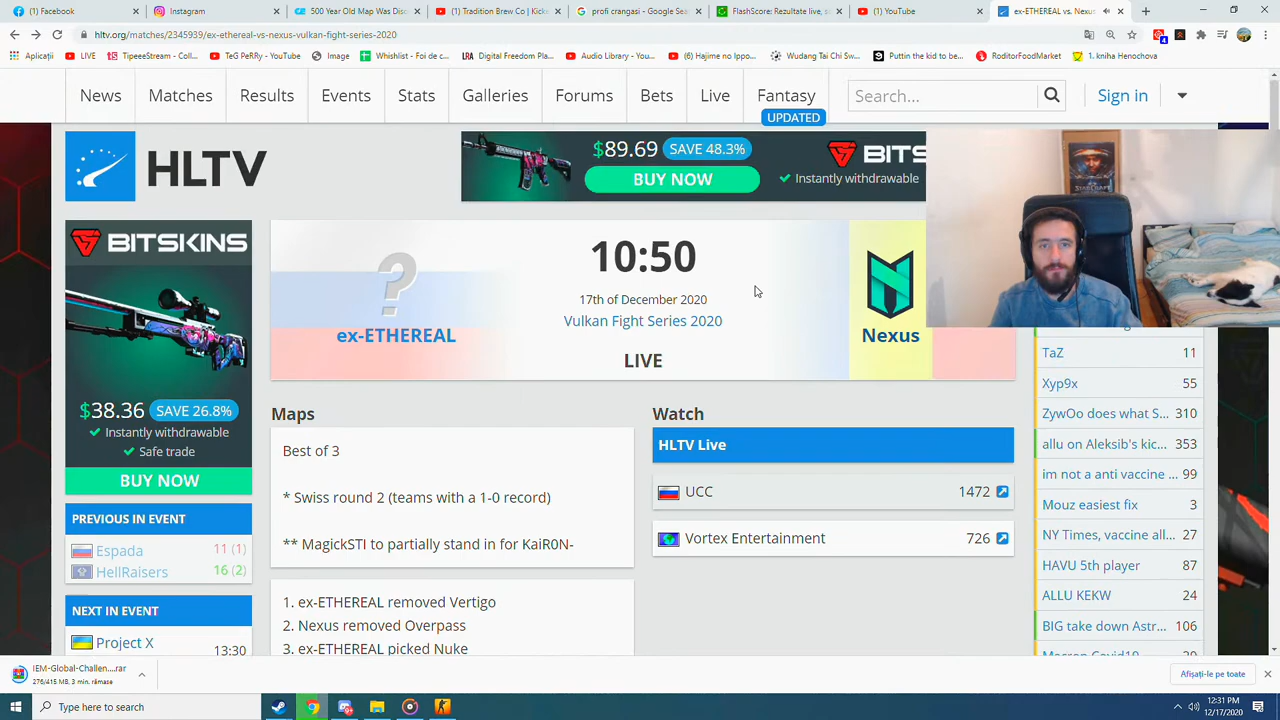 (1) Facebook
Instagram
500 Year Old Map Was Disc
(1) Tradition Brew Co | Kicks
profi crangasi - Google Sea
FlashScore: Rezultate live, s
(1) YouTube
ex-ETHEREAL vs. Nexus
hltv.org/matches/2345939/ex-ethereal-vs-nexus-vulkan-fight-series-2020
Aplicații
LIVE
TipeeeStream - Coll...
TeG PeRRy - YouTube
Image
Whishlist - Foi de c...
Digital Freedom Pla...
Audio Library - You...
(6) Hajime no Ippo...
Wudang Tai Chi Sw...
Puttin the kid to be...
RoditorFoodMarket
1. kniha Henochova
News
Matches
Results
Events
Stats
Galleries
Forums
Bets
Live
Fantasy
UPDATED
Search...
Sign in
HLTV
$89.69 SAVE 48.3%
BUY NOW
BITS
Instantly withdrawable
BITSKINS
$38.36 SAVE 26.8%
Instantly withdrawable
Safe trade
BUY NOW
?
ex-ETHEREAL
10:50
17th of December 2020
Vulkan Fight Series 2020
LIVE
Nexus
STARCRAFT
Maps
Best of 3
* Swiss round 2 (teams with a 1-0 record)
** MagickSTI to partially stand in for KaiR0N-
1. ex-ETHEREAL removed Vertigo
2. Nexus removed Overpass
3. ex-ETHEREAL picked Nuke
Watch
HLTV Live
UCC 1472
Vortex Entertainment 726
PREVIOUS IN EVENT
Espada 11 (1)
HellRaisers 16 (2)
NEXT IN EVENT
Project X 13:30
TaZ 11
Xyp9x 55
ZywOo does what S... 310
allu on Aleksib's kic... 353
im not a anti vaccine ... 99
Mouz easiest fix 3
NY Times, vaccine all... 27
HAVU 5th player 87
ALLU KEKW 24
BIG take down Astr... 106
IEM-Global-Challen....rar
276/415 MB, 3 min. rămase
Afișați-le pe toate
Type here to search
12:31 PM
12/17/2020